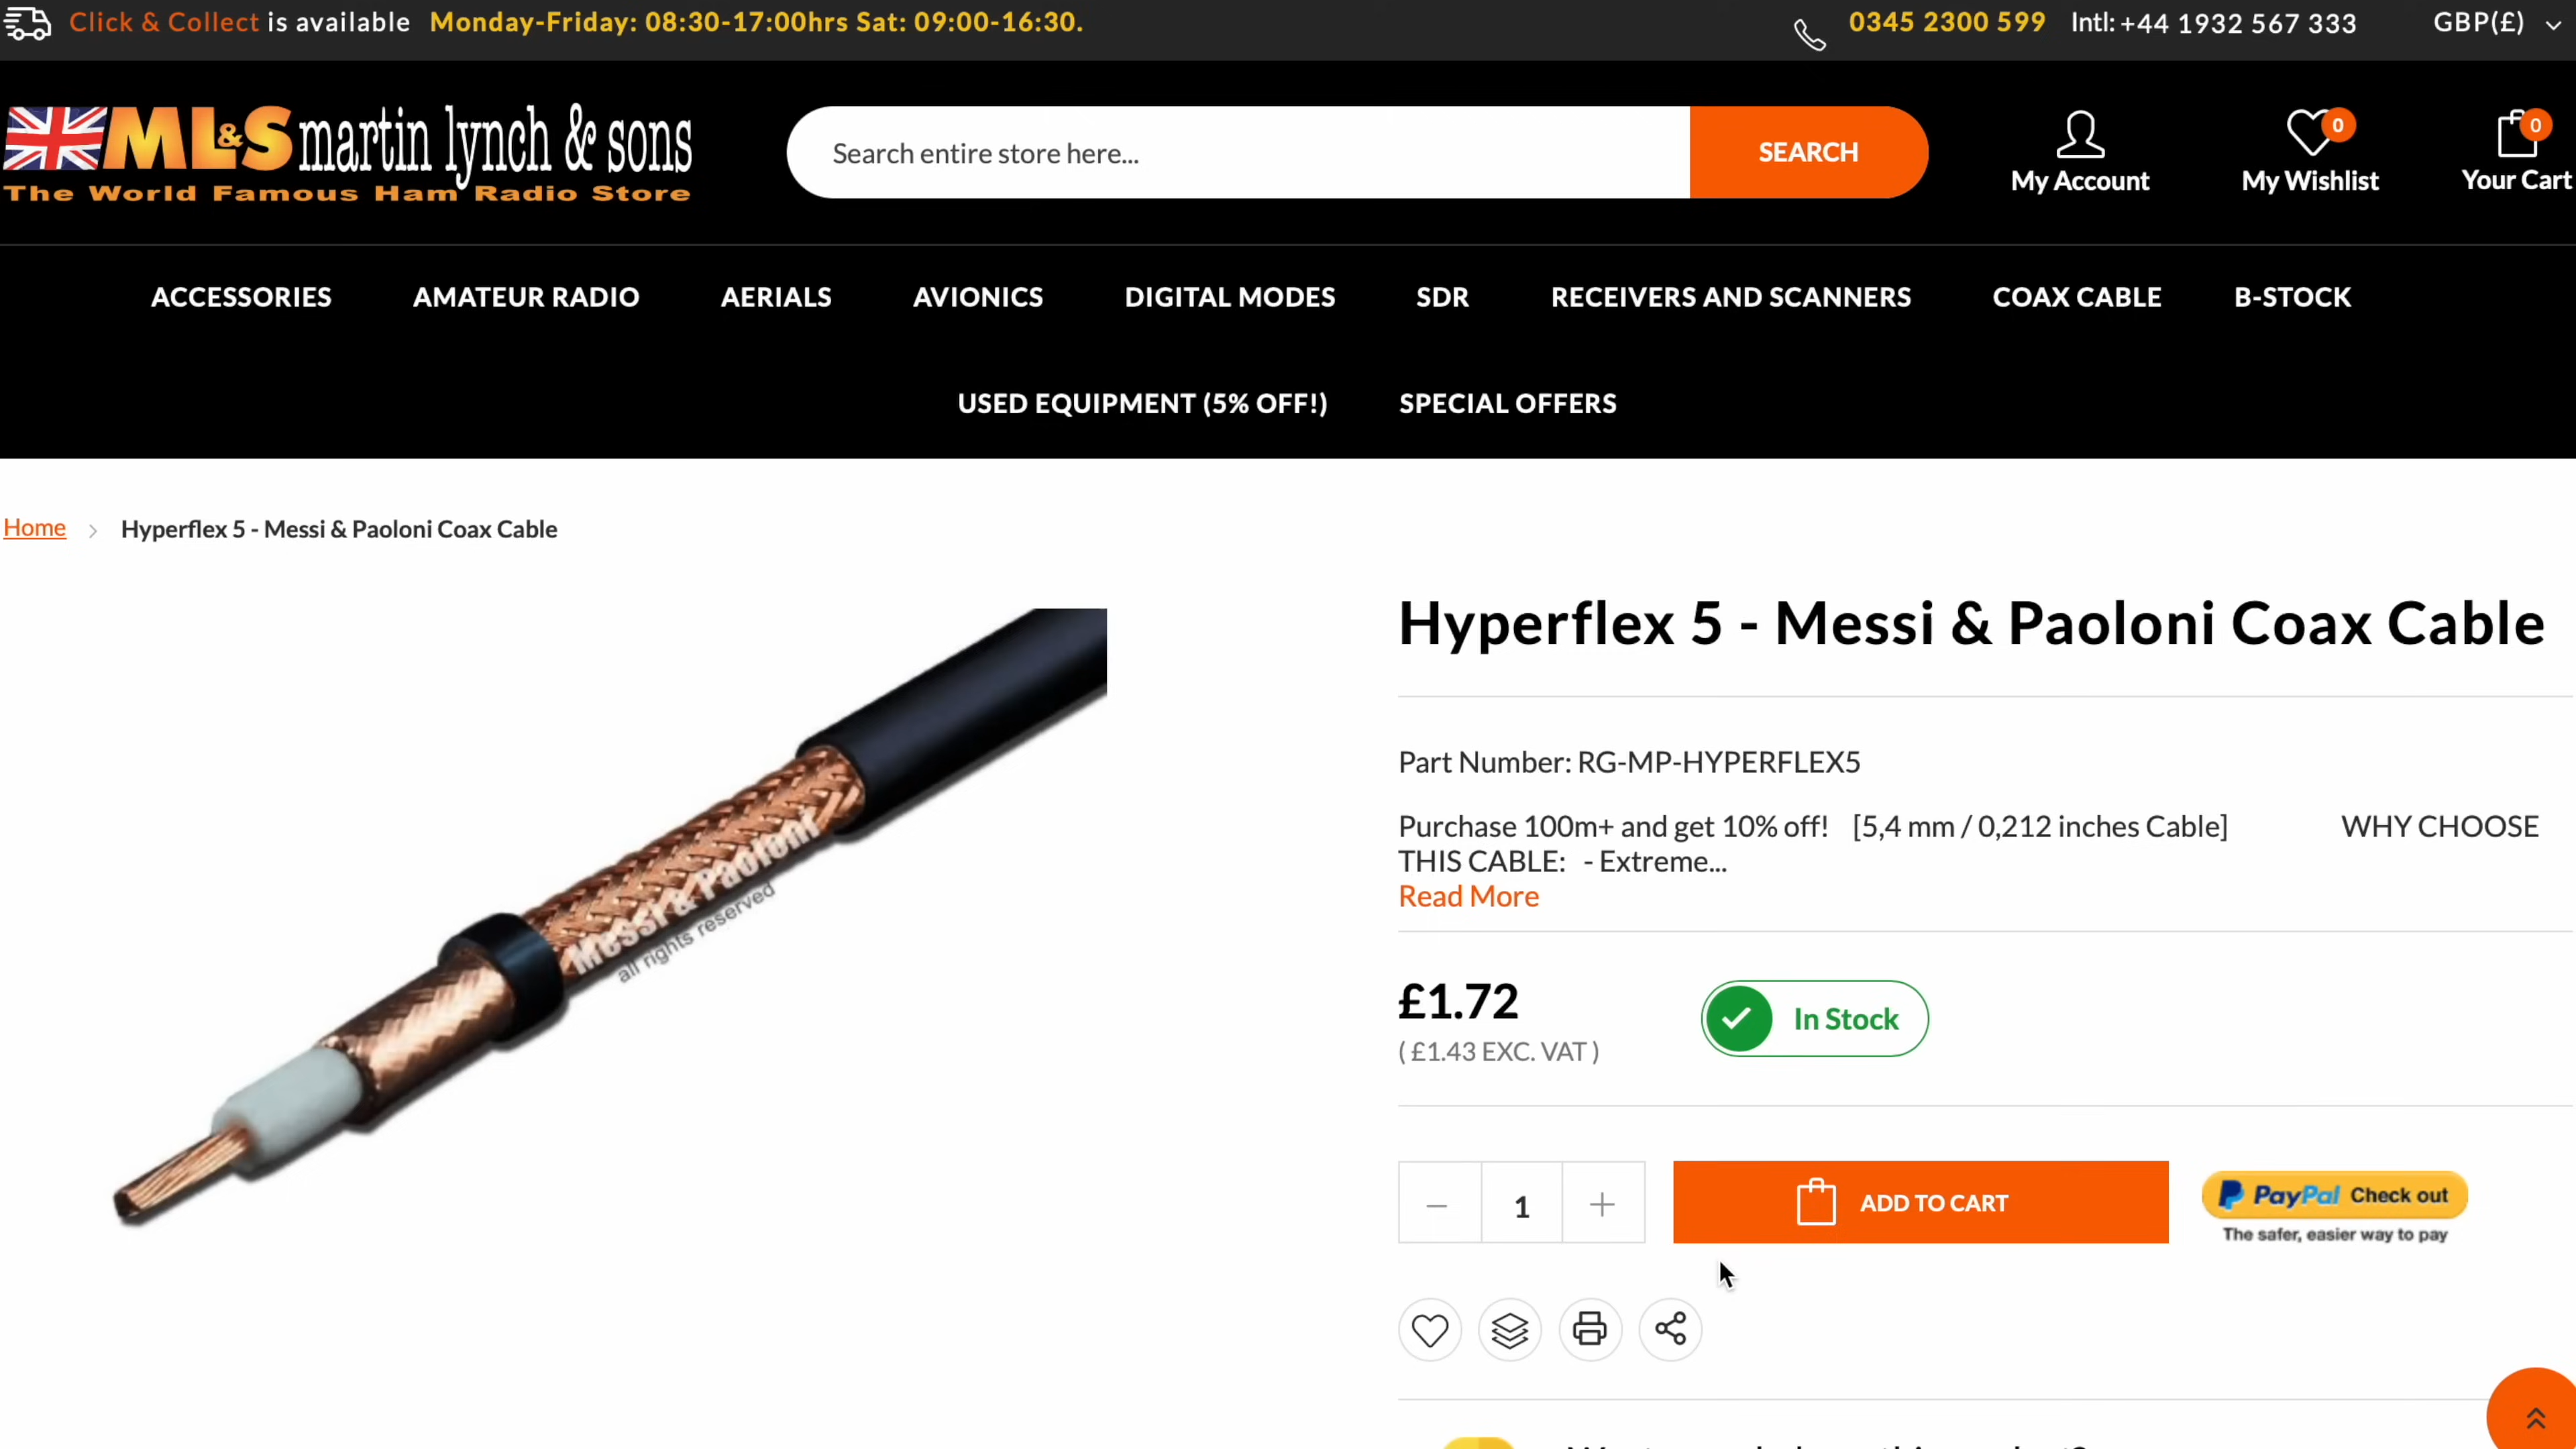 Click & Collect is available Monday-Friday: 08:30-17:00hrs Sat: 09:00-16:30.
0345 2300 599 Intl: +44 1932 567 333 GBP(£)
ML&S martin lynch & sons
The World Famous Ham Radio Store
Search entire store here...
SEARCH
My Account
0
My Wishlist
0
Your Cart
ACCESSORIES AMATEUR RADIO AERIALS AVIONICS DIGITAL MODES SDR RECEIVERS AND SCANNERS COAX CABLE B-STOCK
USED EQUIPMENT (5% OFF!) SPECIAL OFFERS
Home > Hyperflex 5 - Messi & Paoloni Coax Cable
Messi & Paoloni
all rights reserved
Hyperflex 5 - Messi & Paoloni Coax Cable
Part Number: RG-MP-HYPERFLEX5
Purchase 100m+ and get 10% off! [5,4 mm / 0,212 inches Cable] WHY CHOOSE
THIS CABLE: - Extreme...
Read More
£1.72
( £1.43 EXC. VAT )
In Stock
1
ADD TO CART
PayPal Check out
The safer, easier way to pay